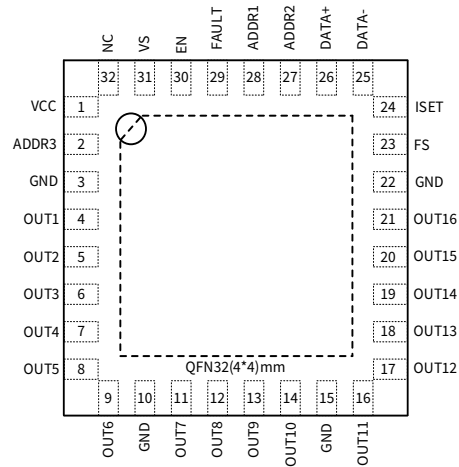 NC VS EN FAULT ADDR1 ADDR2 DATA+ DATA-
32 31 30 29 28 27 26 25
VCC 1 24 ISET
ADDR3 2 23 FS
GND 3 22 GND
OUT1 4 21 OUT16
OUT2 5 20 OUT15
OUT3 6 19 OUT14
OUT4 7 18 OUT13
OUT5 8 17 OUT12
QFN32(4*4)mm
9 10 11 12 13 14 15 16
OUT6 GND OUT7 OUT8 OUT9 OUT10 GND OUT11